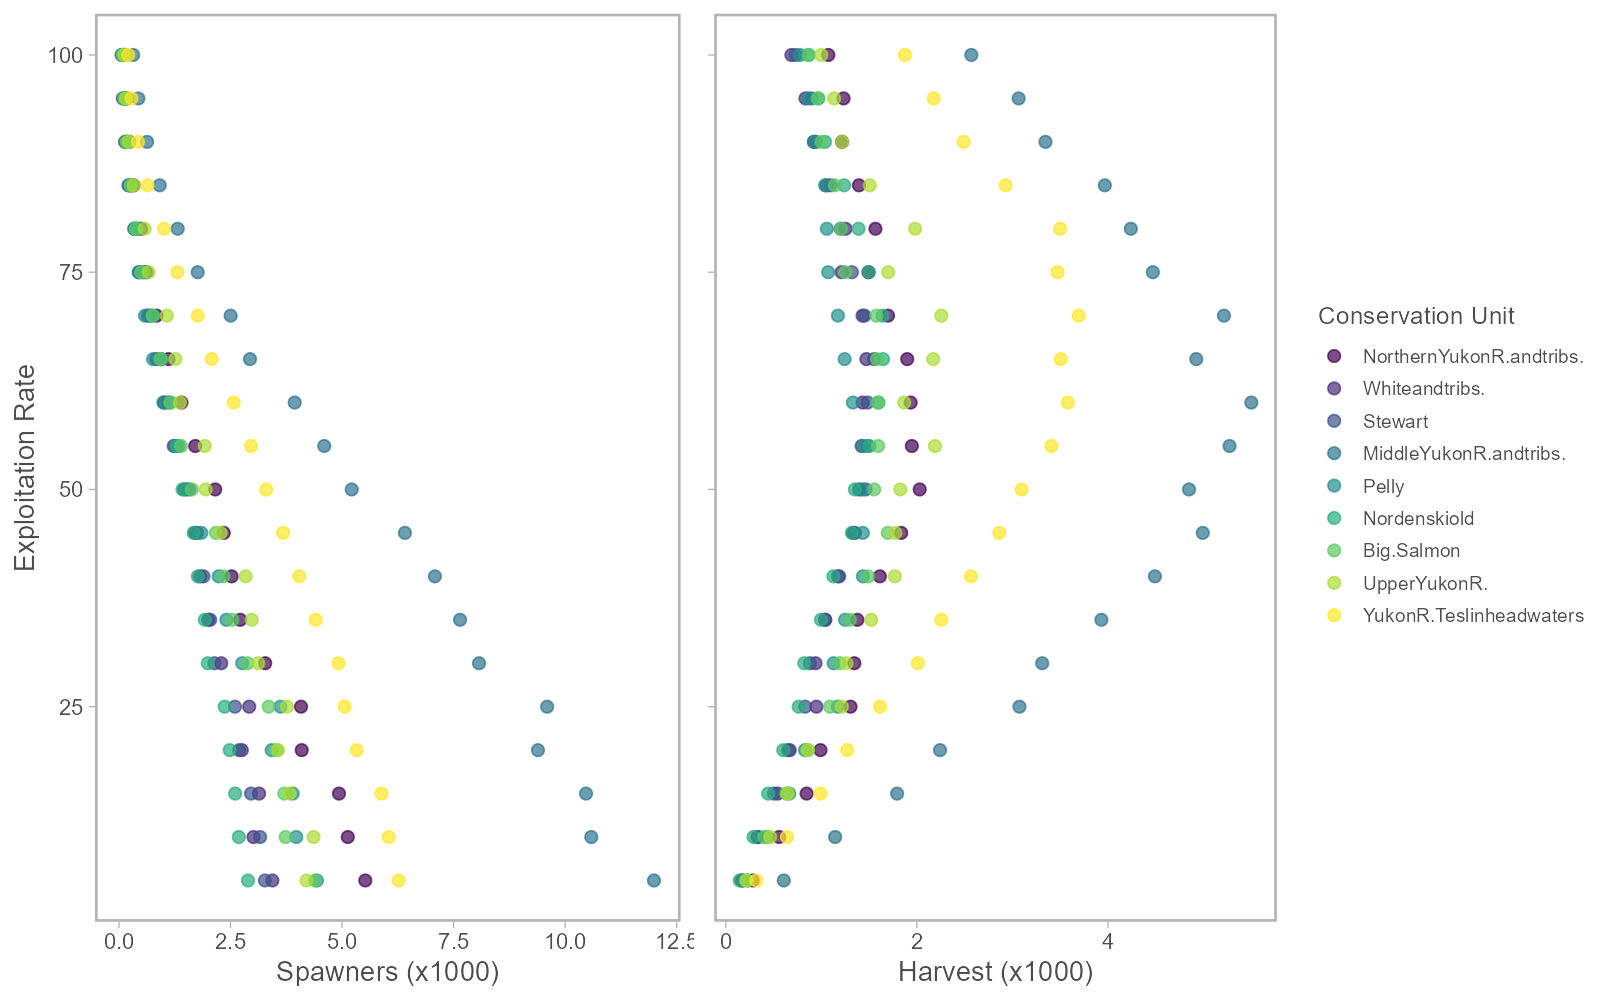 100
75
50
25
Exploitation Rate
0.0 2.5 5.0 7.5 10.0 12.5
Spawners (x1000)
0 2 4
Harvest (x1000)
Conservation Unit
NorthernYukonR.andtribs.
Whiteandtribs.
Stewart
MiddleYukonR.andtribs.
Pelly
Nordenskiold
Big.Salmon
UpperYukonR.
YukonR.Teslinheadwaters